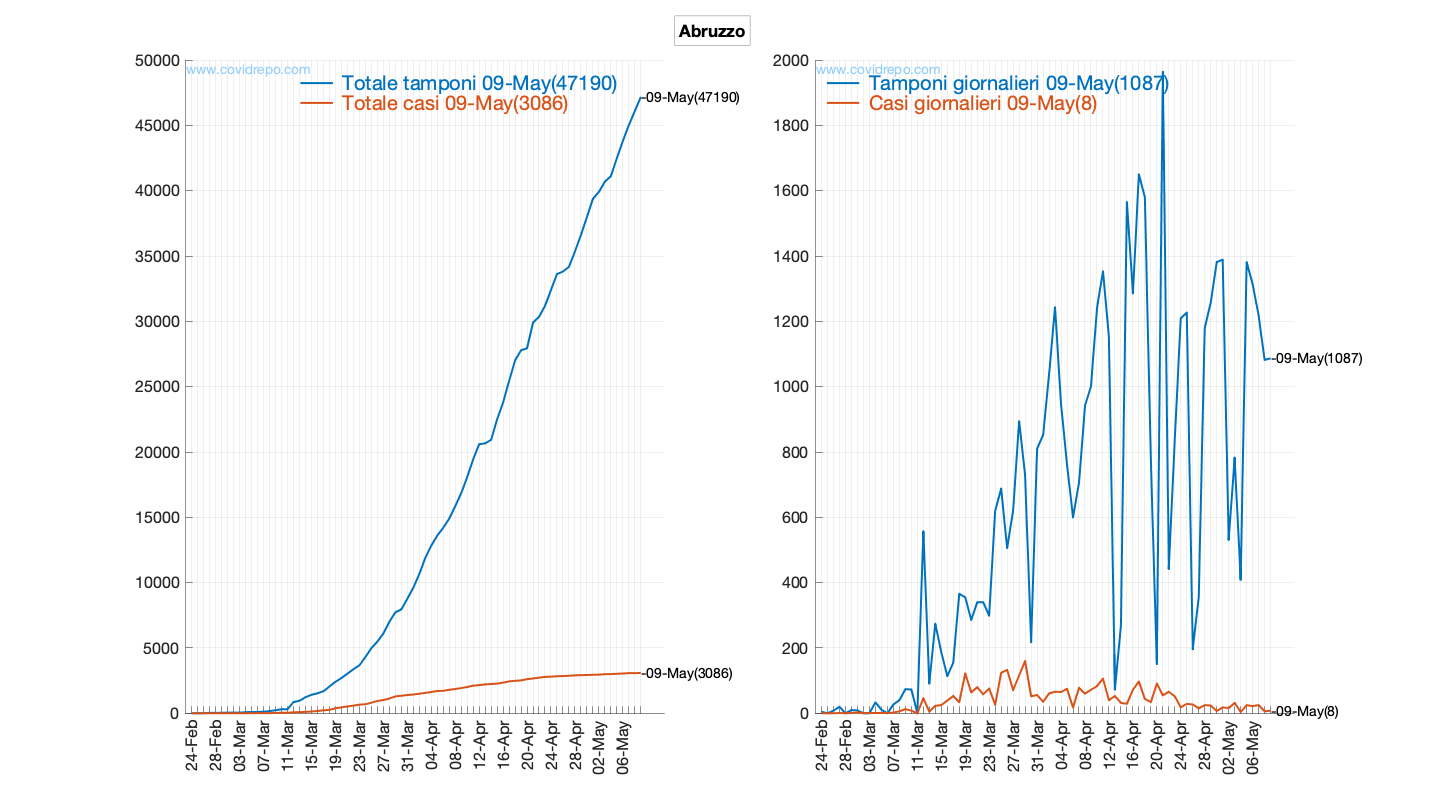 Abruzzo
www.covidrepo.com
Totale tamponi 09-May(47190)
Totale casi 09-May(3086)
50000
45000
40000
35000
30000
25000
20000
15000
10000
5000
0
-09-May(47190)
-09-May(3086)
24-Feb
28-Feb
03-Mar
07-Mar
11-Mar
15-Mar
19-Mar
23-Mar
27-Mar
31-Mar
04-Apr
08-Apr
12-Apr
16-Apr
20-Apr
24-Apr
28-Apr
02-May
06-May
www.covidrepo.com
Tamponi giornalieri 09-May(1087)
Casi giornalieri 09-May(8)
2000
1800
1600
1400
1200
1000
800
600
400
200
0
-09-May(1087)
-09-May(8)
24-Feb
28-Feb
03-Mar
07-Mar
11-Mar
15-Mar
19-Mar
23-Mar
27-Mar
31-Mar
04-Apr
08-Apr
12-Apr
16-Apr
20-Apr
24-Apr
28-Apr
02-May
06-May